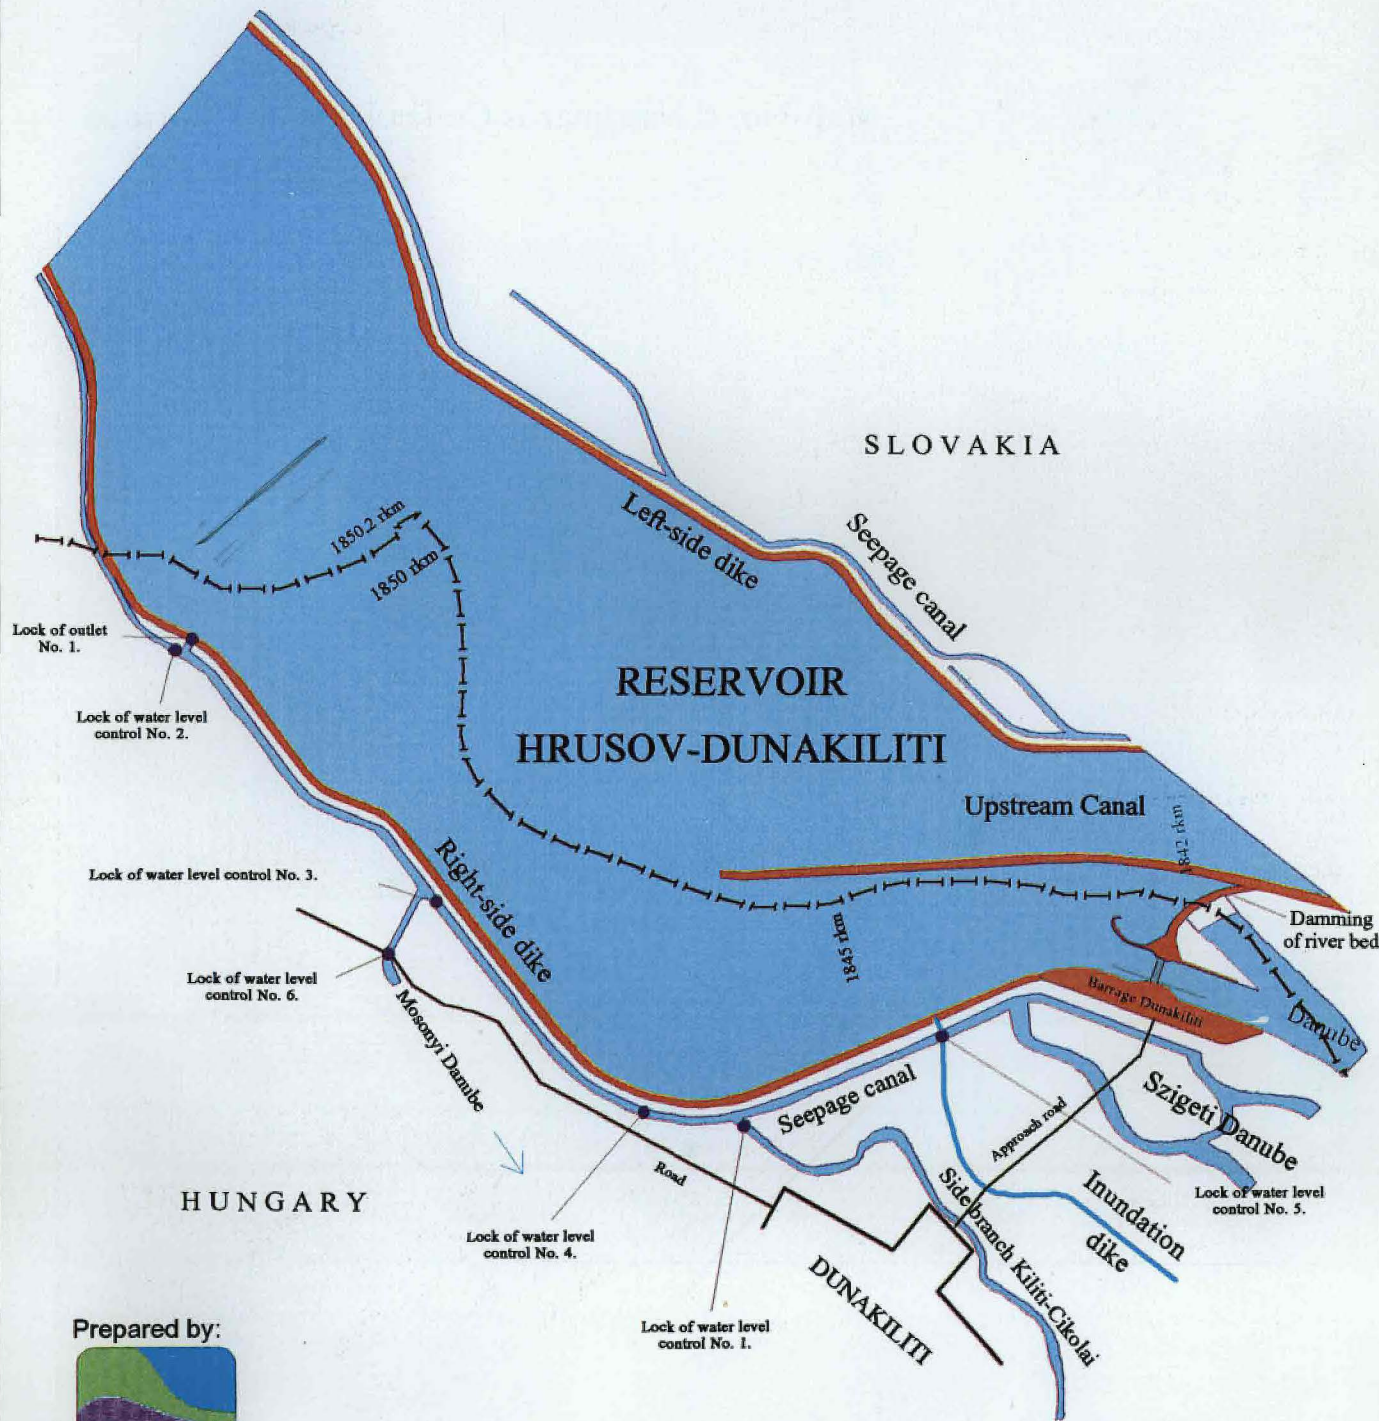 SLOVAKIA
Left-side dike
Seepage canal
1850.2 rkm
1850 rkm
Lock of outlet
No. 1.
RESERVOIR
HRUSOV-DUNAKILITI
Lock of water level
control No. 2.
Upstream Canal
1842 rkm
Right-side dike
Lock of water level control No. 3.
Damming
of river bed
1845 rkm
Lock of water level
control No. 6.
Barrage Dunakiliti
Danube
Mosonyi Danube
Seepage canal
Szigeti Danube
Approach road
Road
HUNGARY
Side branch Kiliti-Cikolai
Inundation
dike
Lock of water level
control No. 5.
Lock of water level
control No. 4.
DUNAKILITI
Lock of water level
control No. 1.
Prepared by: